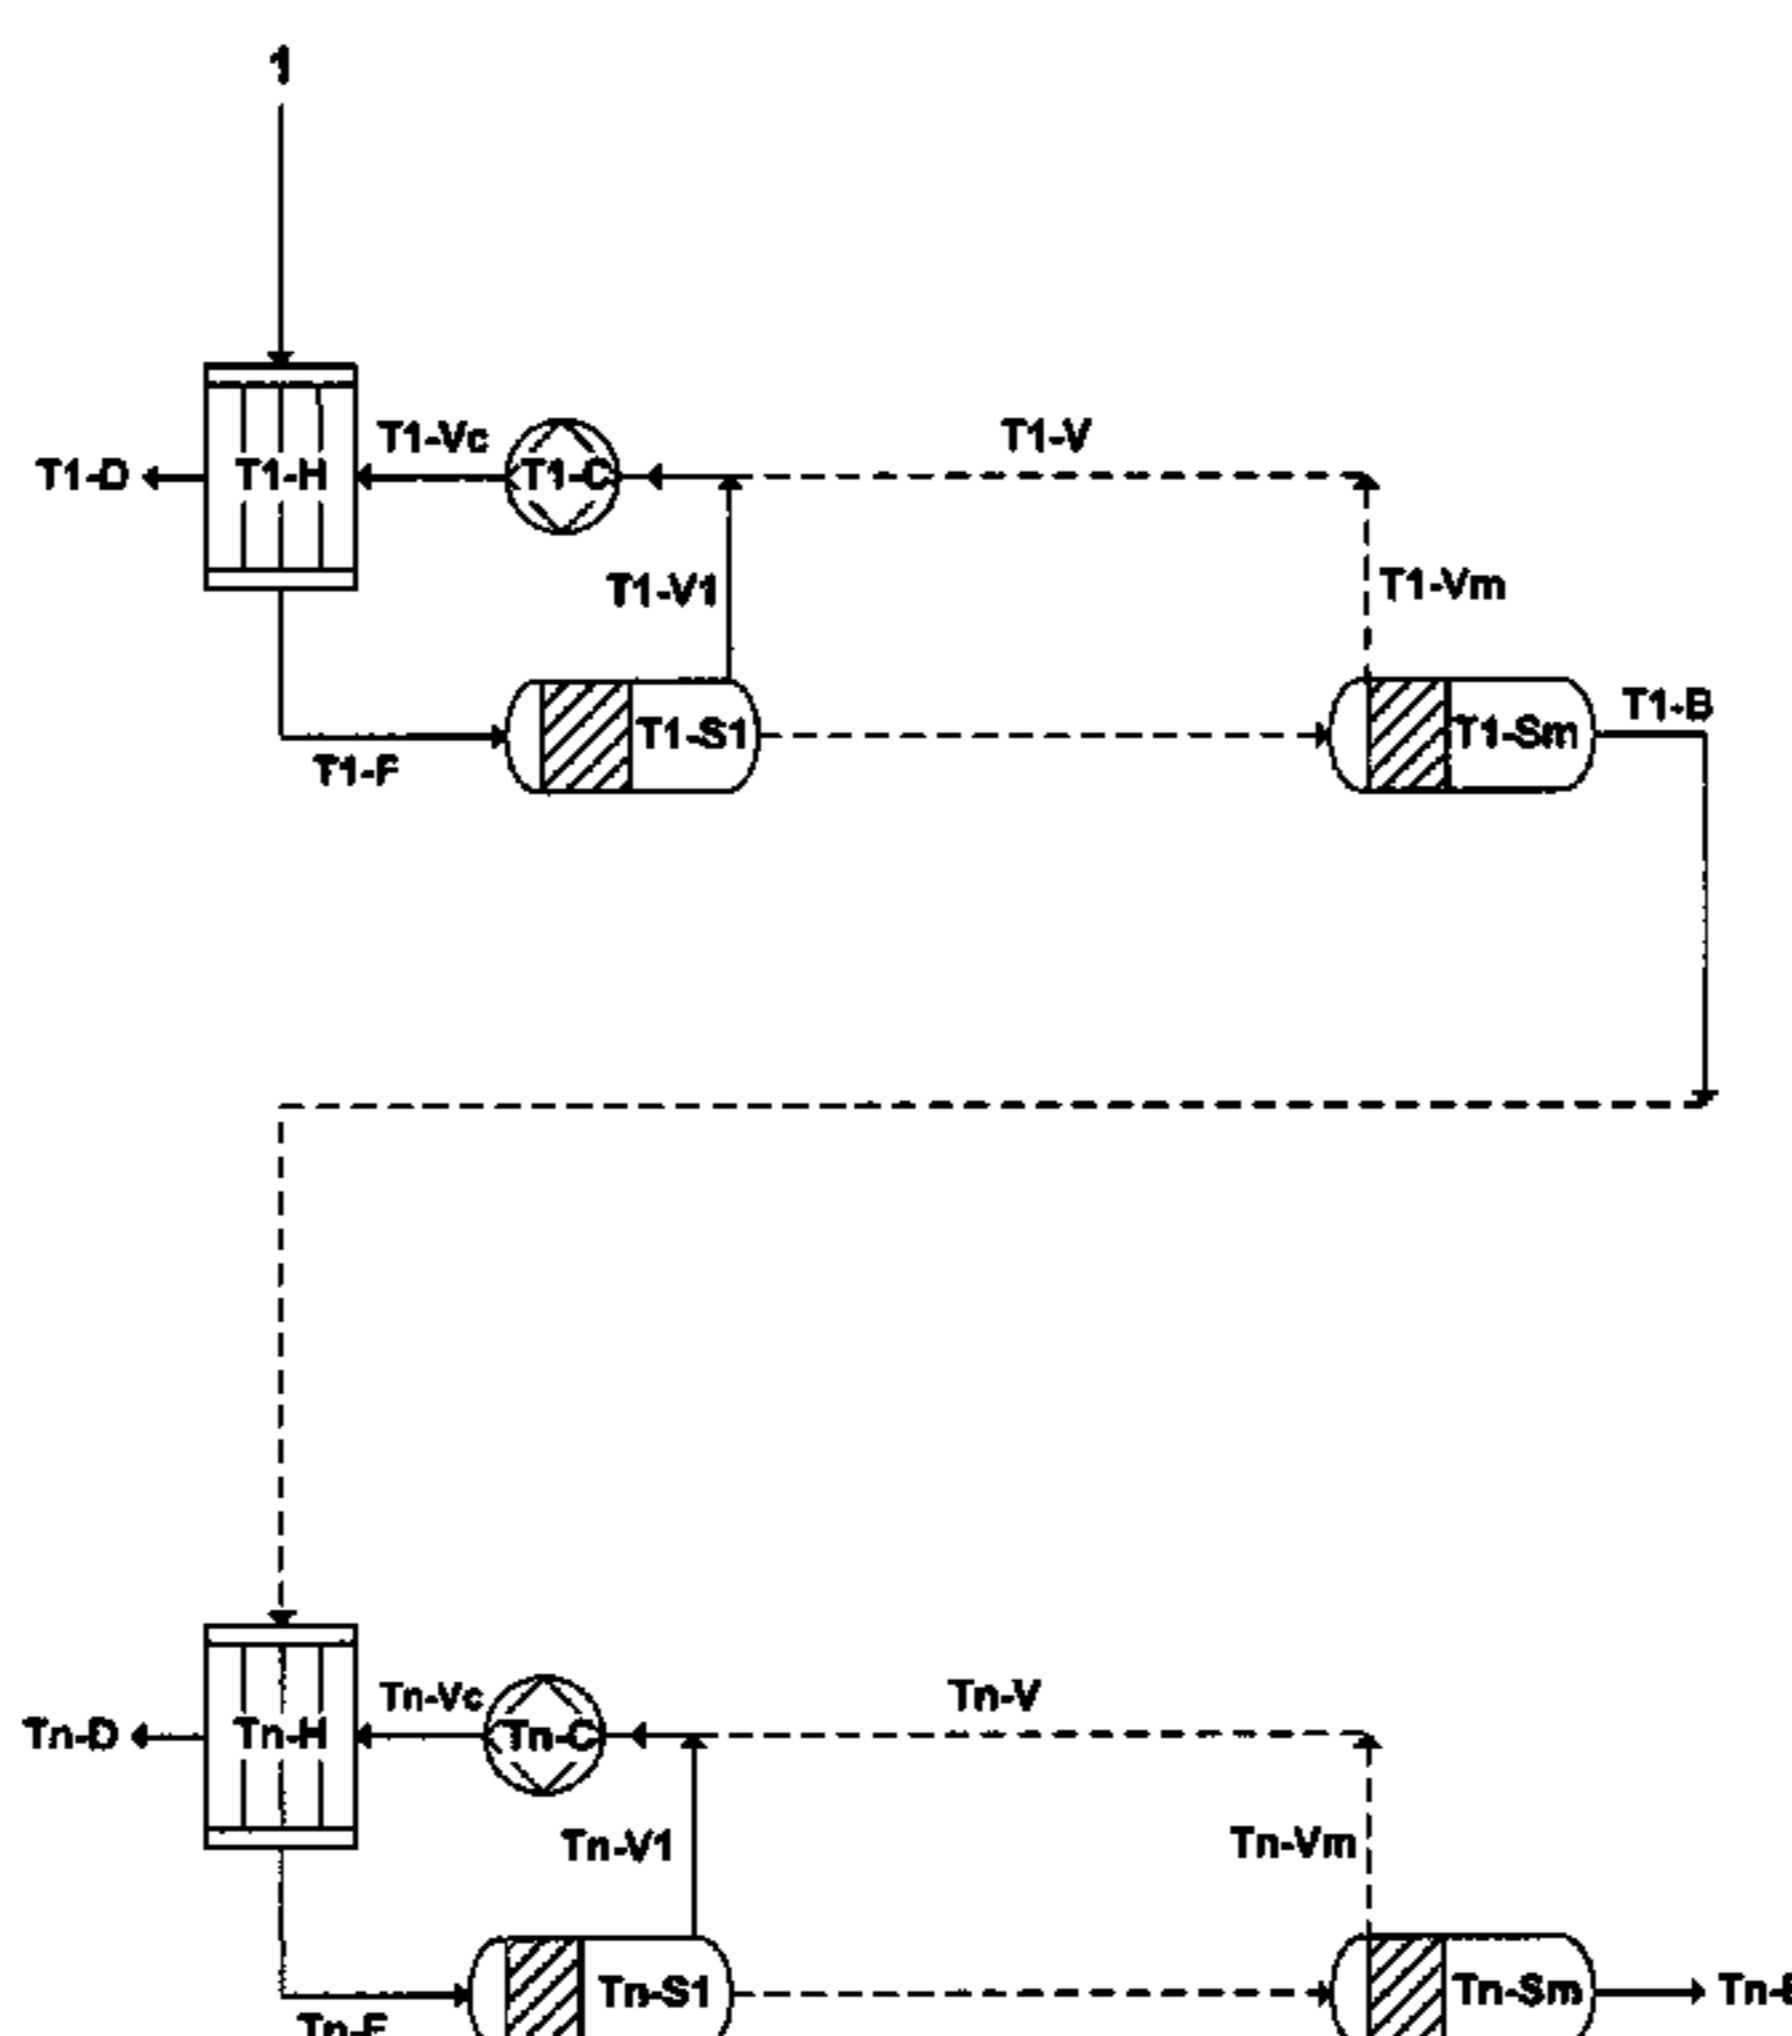 1
T1-Vc
T1-V
T1-D
T1-H
T1-C
T1-V1
T1-Vm
T1-S1
T1-Sm
T1-B
T1-F
Tn-Vc
Tn-V
Tn-D
Tn-H
Tn-C
Tn-V1
Tn-Vm
Tn-S1
Tn-Sm